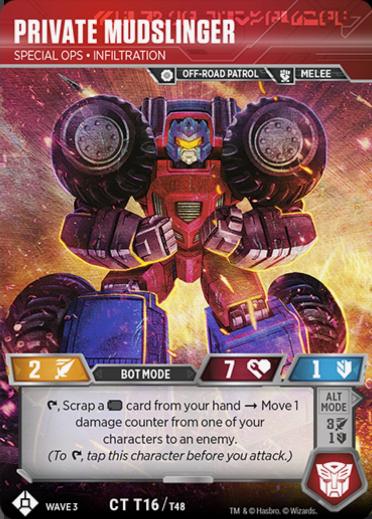 PRIVATE MUDSLINGER
SPECIAL OPS • INFILTRATION
OFF-ROAD PATROL MELEE
2 BOT MODE 7 1
, Scrap a card from your hand → Move 1
damage counter from one of your
characters to an enemy.
(To , tap this character before you attack.)
ALT
MODE
3
1
WAVE 3 CT T16/T48 TM & © Hasbro. © Wizards.